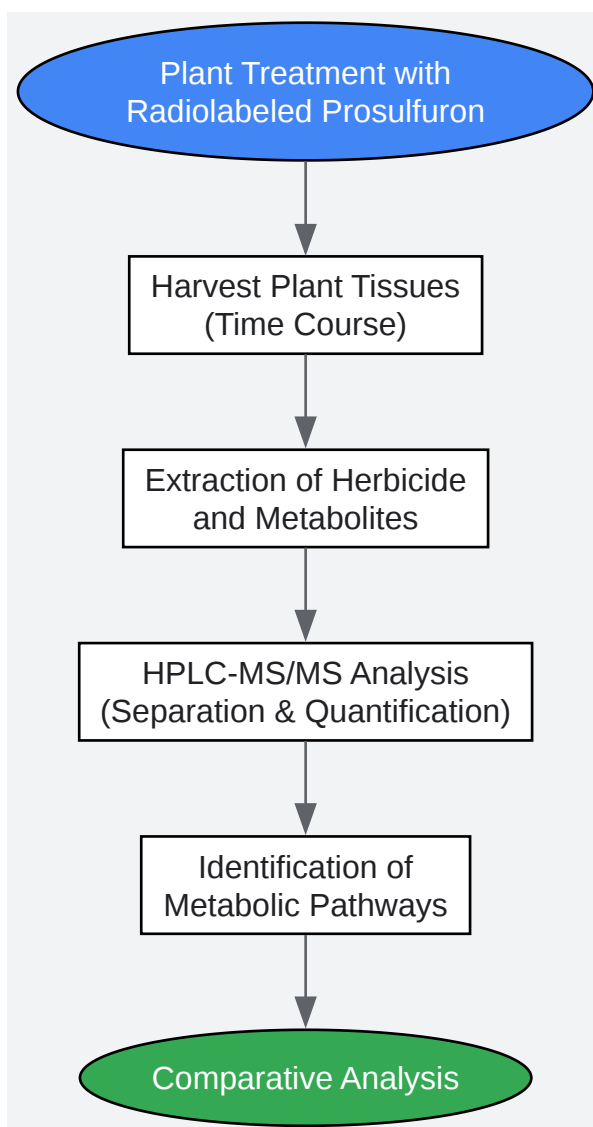 Plant Treatment with
Radiolabeled Prosulfuron
Harvest Plant Tissues
(Time Course)
Extraction of Herbicide
and Metabolites
HPLC-MS/MS Analysis
(Separation & Quantification)
Identification of
Metabolic Pathways
Comparative Analysis